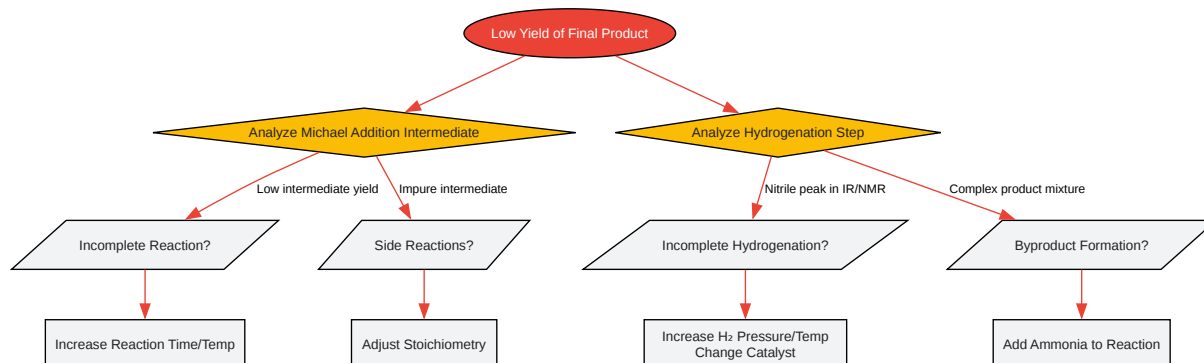 Low Yield of Final Product
Analyze Michael Addition Intermediate
Analyze Hydrogenation Step
Low intermediate yield
Impure intermediate
Nitrile peak in IR/NMR
Complex product mixture
Incomplete Reaction?
Side Reactions?
Incomplete Hydrogenation?
Byproduct Formation?
Increase Reaction Time/Temp
Adjust Stoichiometry
Increase H₂ Pressure/Temp
Change Catalyst
Add Ammonia to Reaction